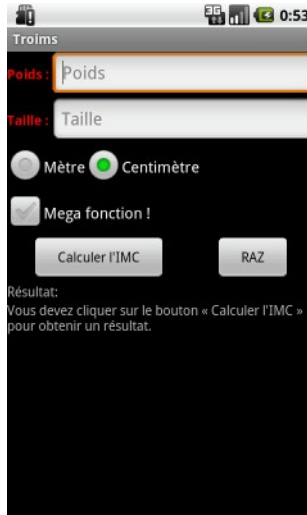 3G 0:53
Troims
Poids : Poids
Taille : Taille
Mètre Centimètre
Mega fonction !
Calculer l'IMC RAZ
Résultat:
Vous devez cliquer sur le bouton « Calculer l'IMC »
pour obtenir un résultat.